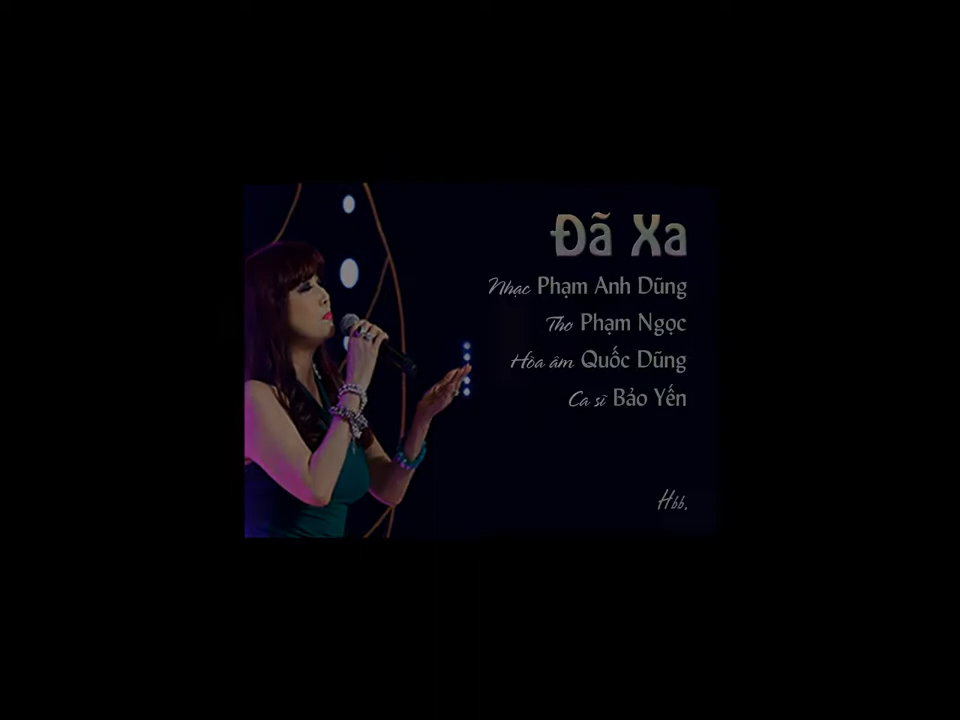 Đã Xa
Nhạc Phạm Anh Dũng
Thơ Phạm Ngọc
Hòa âm Quốc Dũng
Ca sĩ Bảo Yến
Hbb.